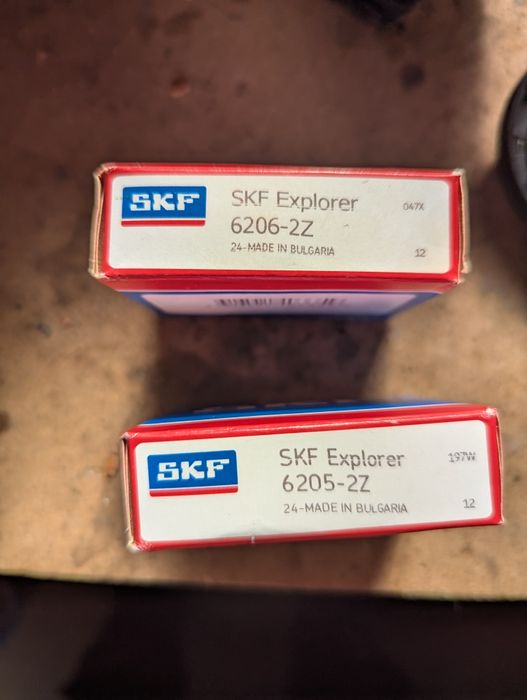 SKF
SKF Explorer
047X
6206-2Z
24-MADE IN BULGARIA
12
SKF
SKF Explorer
197W
6205-2Z
24-MADE IN BULGARIA
12